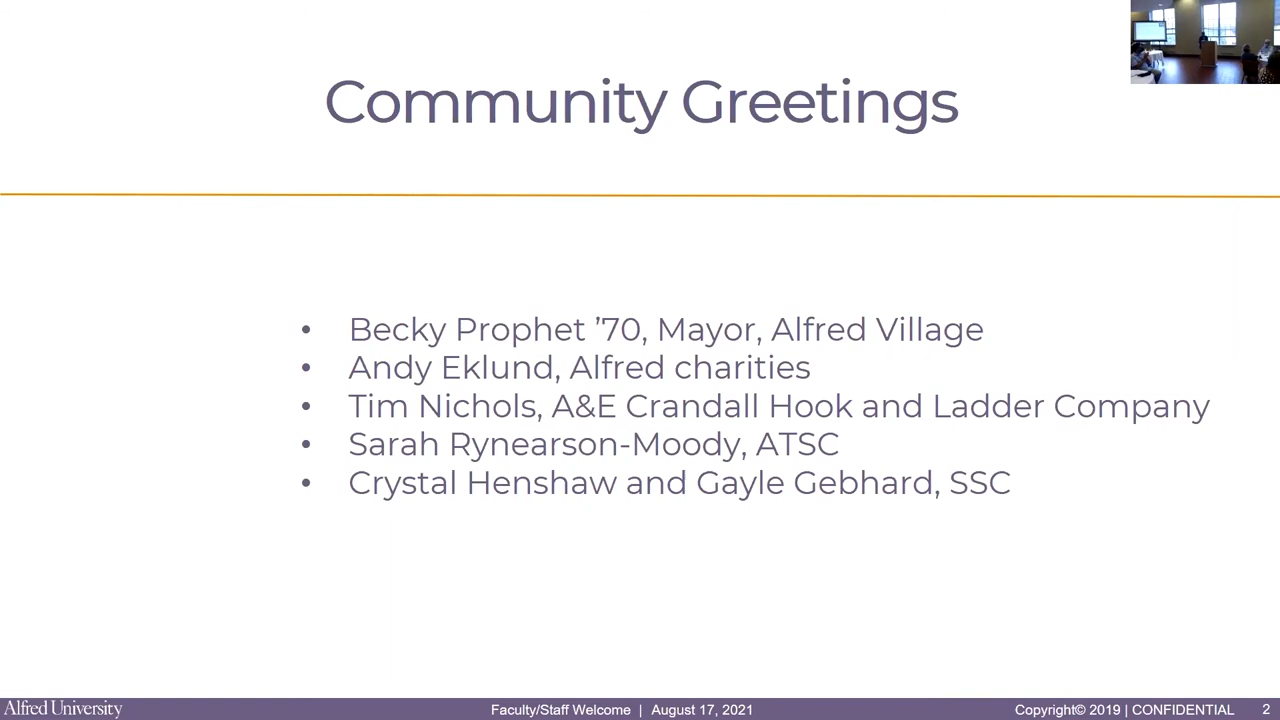 Community Greetings
• Becky Prophet ’70, Mayor, Alfred Village
• Andy Eklund, Alfred charities
• Tim Nichols, A&E Crandall Hook and Ladder Company
• Sarah Rynearson-Moody, ATSC
• Crystal Henshaw and Gayle Gebhard, SSC
Alfred University
Faculty/Staff Welcome | August 17, 2021
Copyright© 2019 | CONFIDENTIAL
2